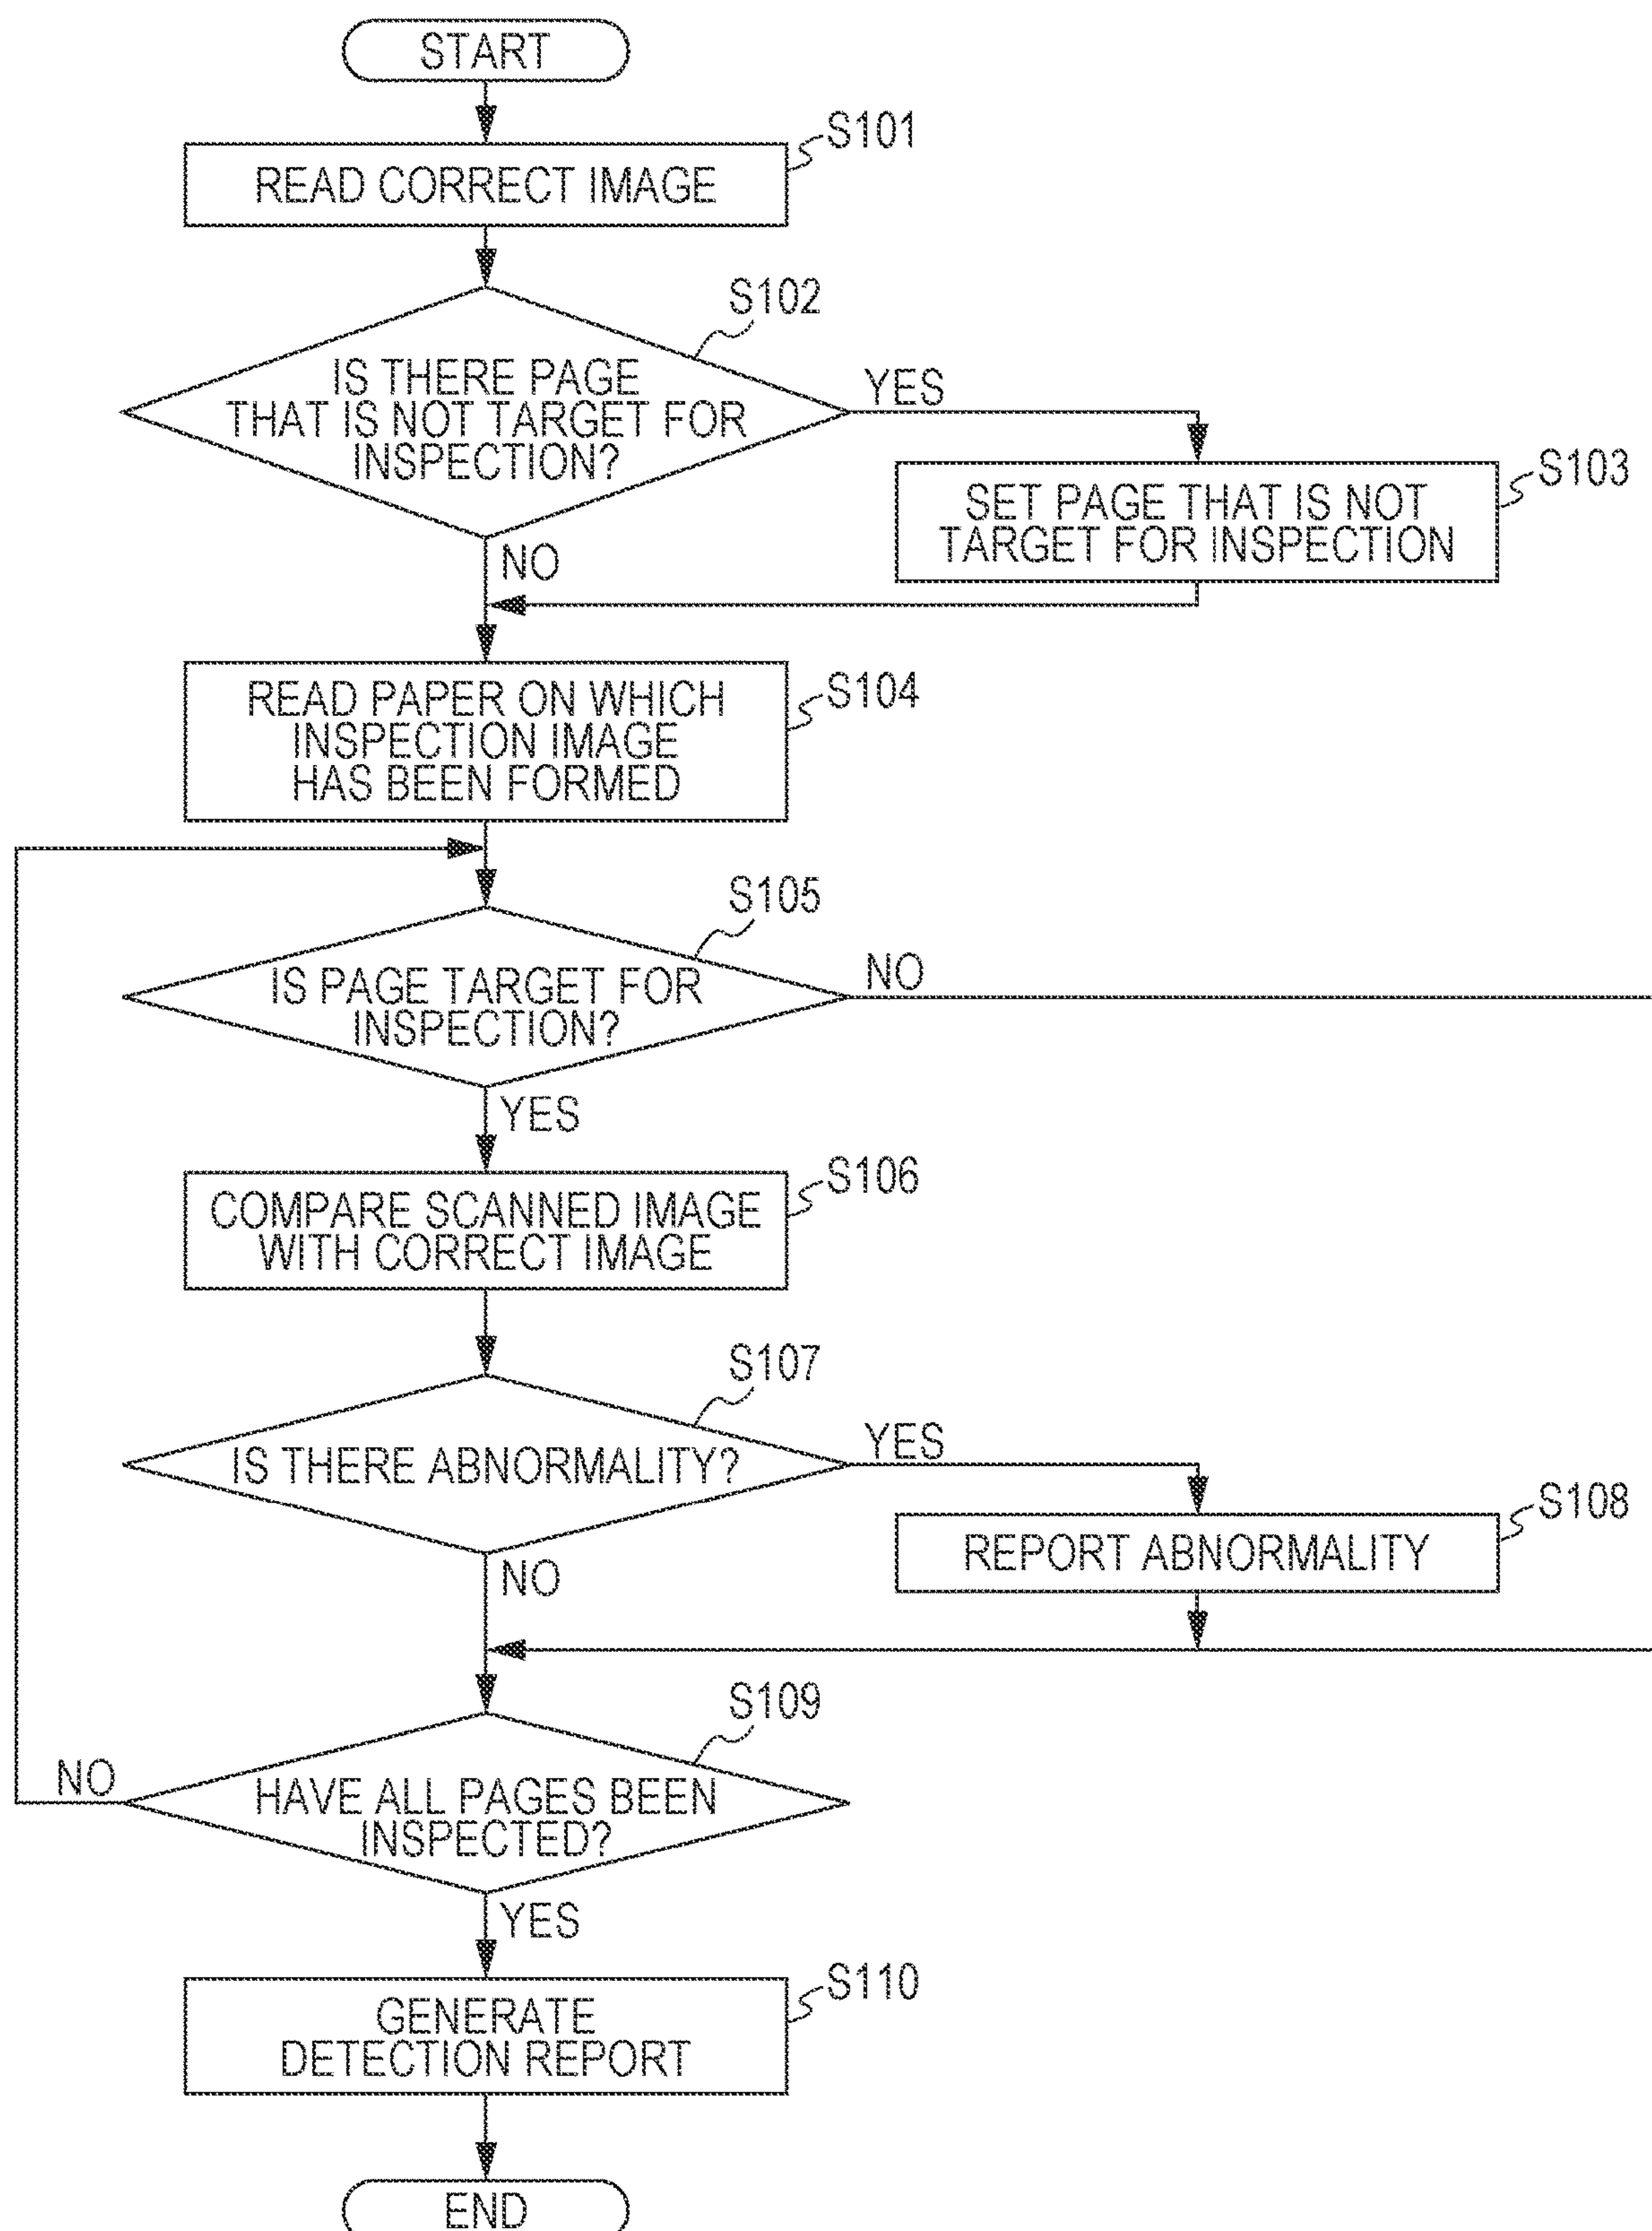 START
S101
READ CORRECT IMAGE
S102
IS THERE PAGE
THAT IS NOT TARGET FOR
INSPECTION?
YES
S103
SET PAGE THAT IS NOT
TARGET FOR INSPECTION
NO
S104
READ PAPER ON WHICH
INSPECTION IMAGE
HAS BEEN FORMED
S105
IS PAGE TARGET FOR
INSPECTION?
NO
YES
S106
COMPARE SCANNED IMAGE
WITH CORRECT IMAGE
S107
IS THERE ABNORMALITY?
YES
S108
REPORT ABNORMALITY
NO
S109
HAVE ALL PAGES BEEN
INSPECTED?
NO
YES
S110
GENERATE
DETECTION REPORT
END